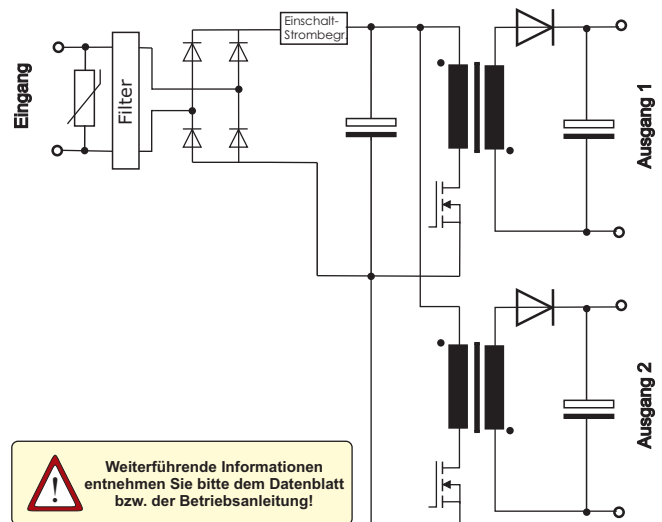 Einschalt-
Strombegr.
Eingang
Filter
Ausgang 1
Ausgang 2
Weiterführende Informationen
entnehmen Sie bitte dem Datenblatt
bzw. der Betriebsanleitung!